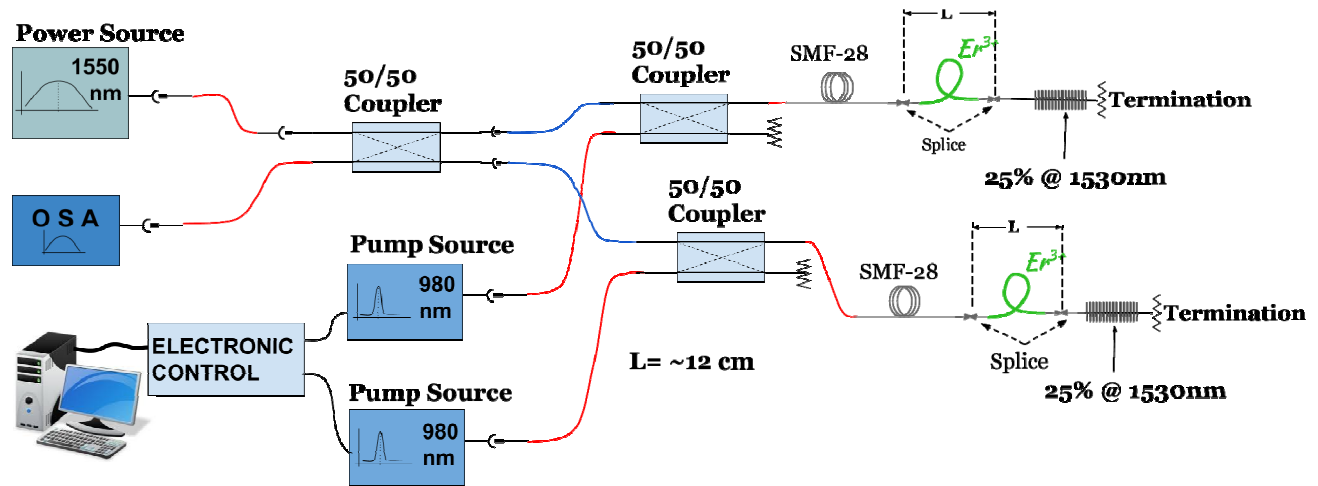 Power Source
1550
nm
50/50
Coupler
50/50
Coupler
SMF-28
L
Er3+
Termination
Splice
25% @ 1530nm
O S A
50/50
Coupler
Pump Source
980
nm
SMF-28
L
Er3+
Termination
Splice
25% @ 1530nm
ELECTRONIC
CONTROL
L= ~12 cm
Pump Source
980
nm